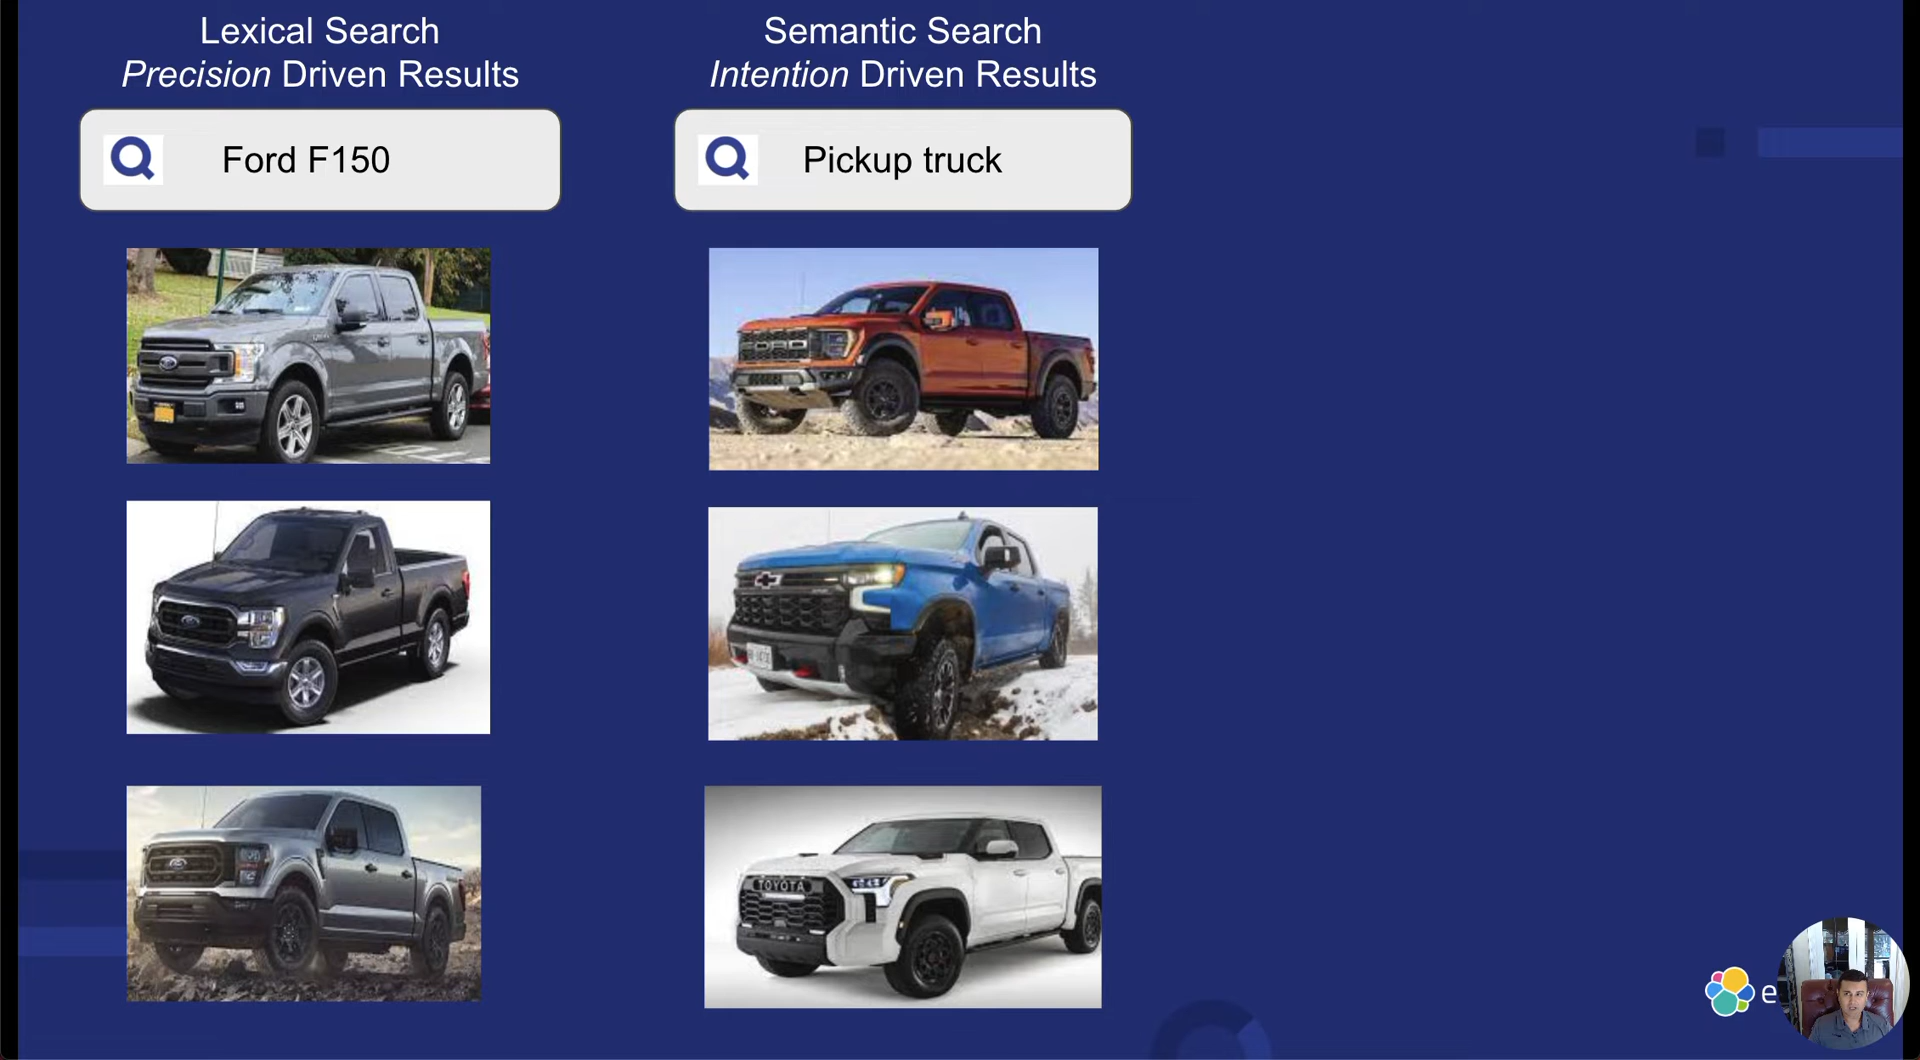 Lexical Search
Precision Driven Results
Ford F150
Semantic Search
Intention Driven Results
Pickup truck
FORD
TOYOTA
e